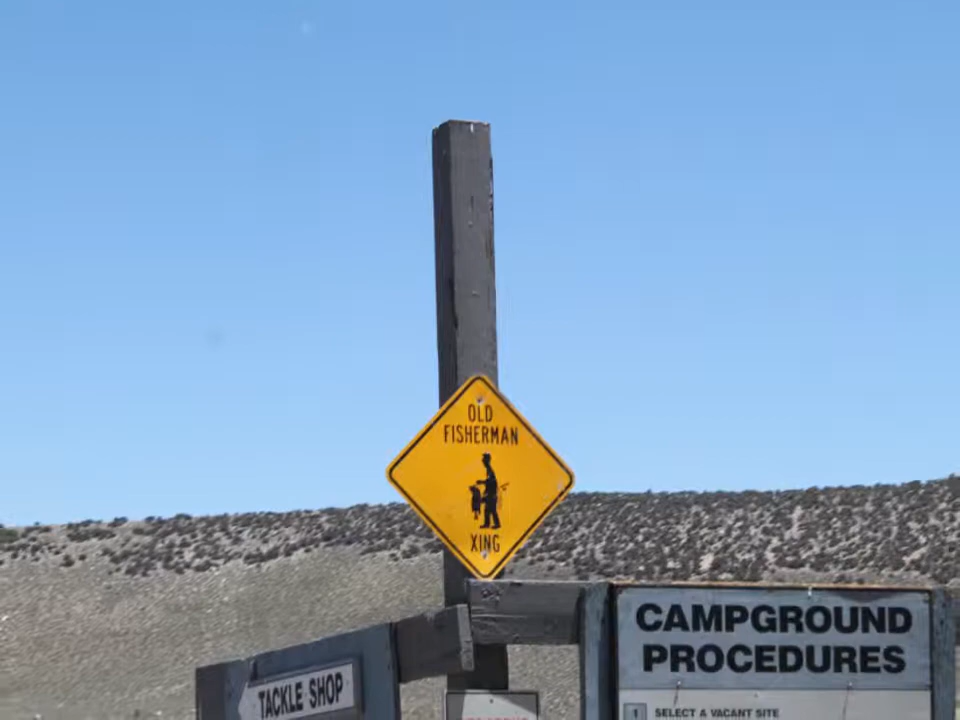 OLD
FISHERMAN
XING
CAMPGROUND
PROCEDURES
TACKLE SHOP
1 SELECT A VACANT SITE